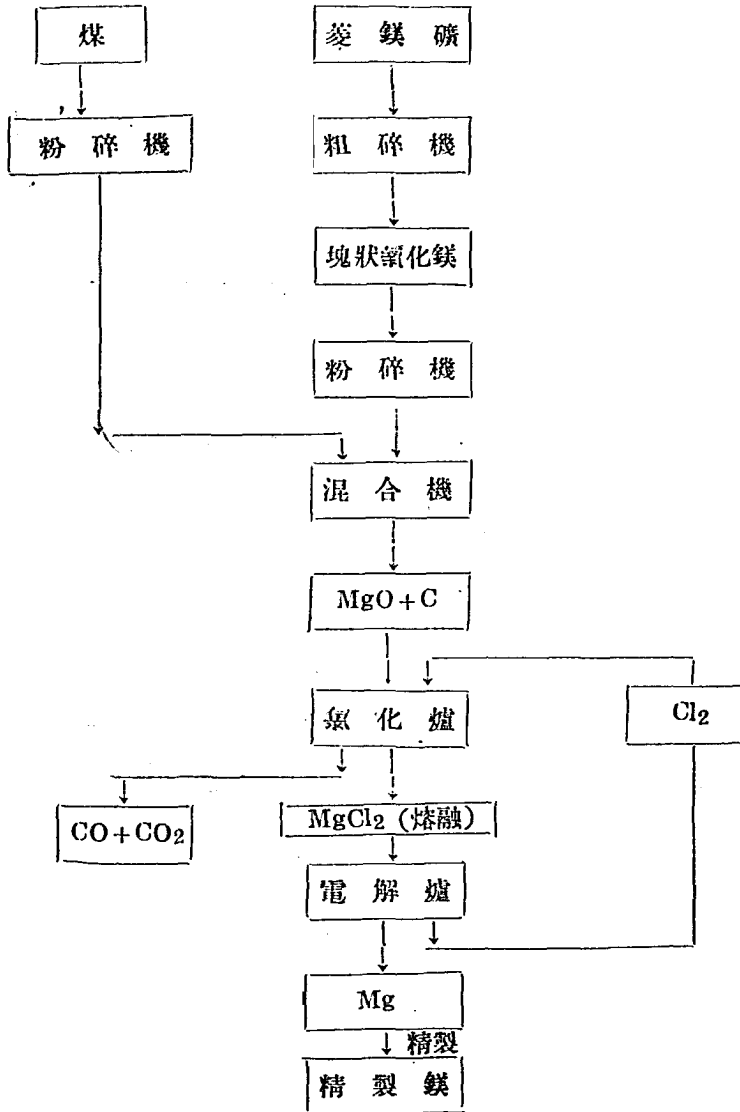 煤
菱鎂礦
粉碎機
粗碎機
塊狀氧化鎂
粉碎機
混合機
MgO+C
氯化爐
Cl2
CO+CO2
MgCl2 (熔融)
電解爐
Mg
精製
精製鎂